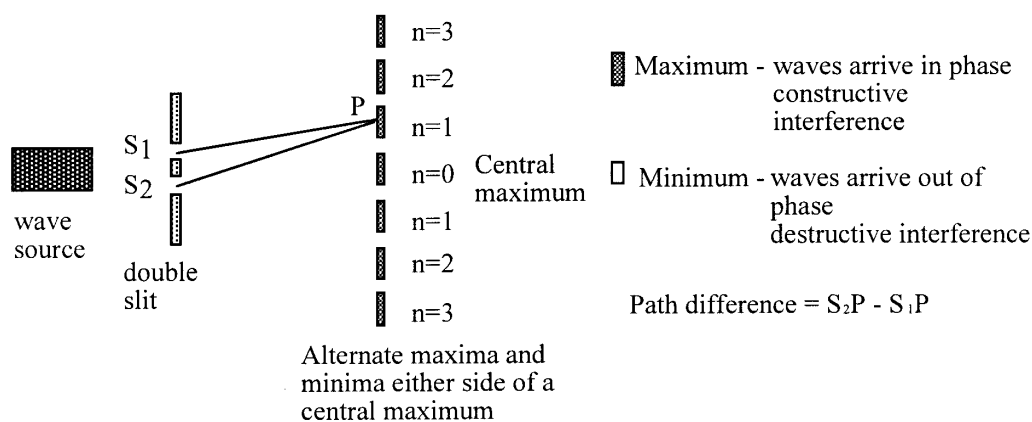 n=3
n=2
P
n=1
S1
S2
n=0
Central
maximum
n=1
n=2
n=3
wave
source
double
slit
Alternate maxima and
minima either side of a
central maximum
Maximum - waves arrive in phase
constructive
interference
Minimum - waves arrive out of
phase
destructive interference
Path difference = S₂P - S₁P